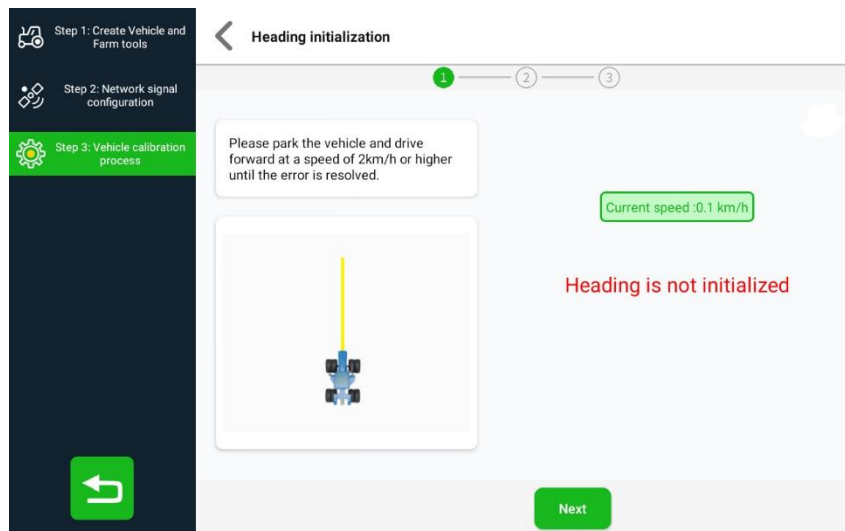 Step 1: Create Vehicle and
Farm tools
Step 2: Network signal
configuration
Step 3: Vehicle calibration
process
Heading initialization
1
2
3
Please park the vehicle and drive
forward at a speed of 2km/h or higher
until the error is resolved.
Current speed :0.1 km/h
Heading is not initialized
Next